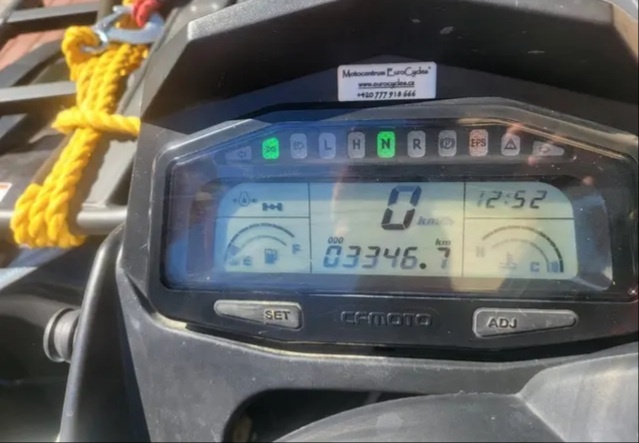 Motocentrum EuroCycles
www.eurocycles.cz
+420 777 918 666
L H N R P EPS
0 km/h
12:52
E F
ODO km
03346.7
H C
SET
CFMOTO
ADJ